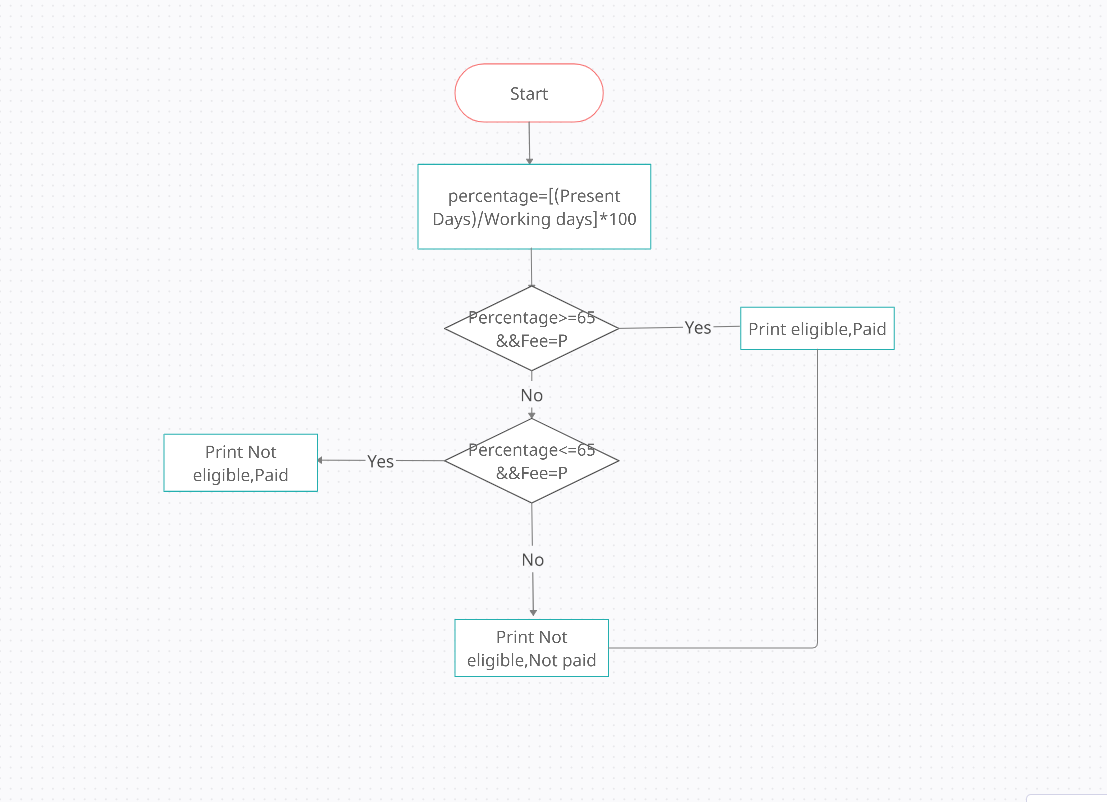 Start
percentage=[(Present
Days)/Working days]*100
Percentage>=65
&&Fee=P
Yes
Print eligible,Paid
No
Percentage<=65
&&Fee=P
Yes
Print Not
eligible,Paid
No
Print Not
eligible,Not paid